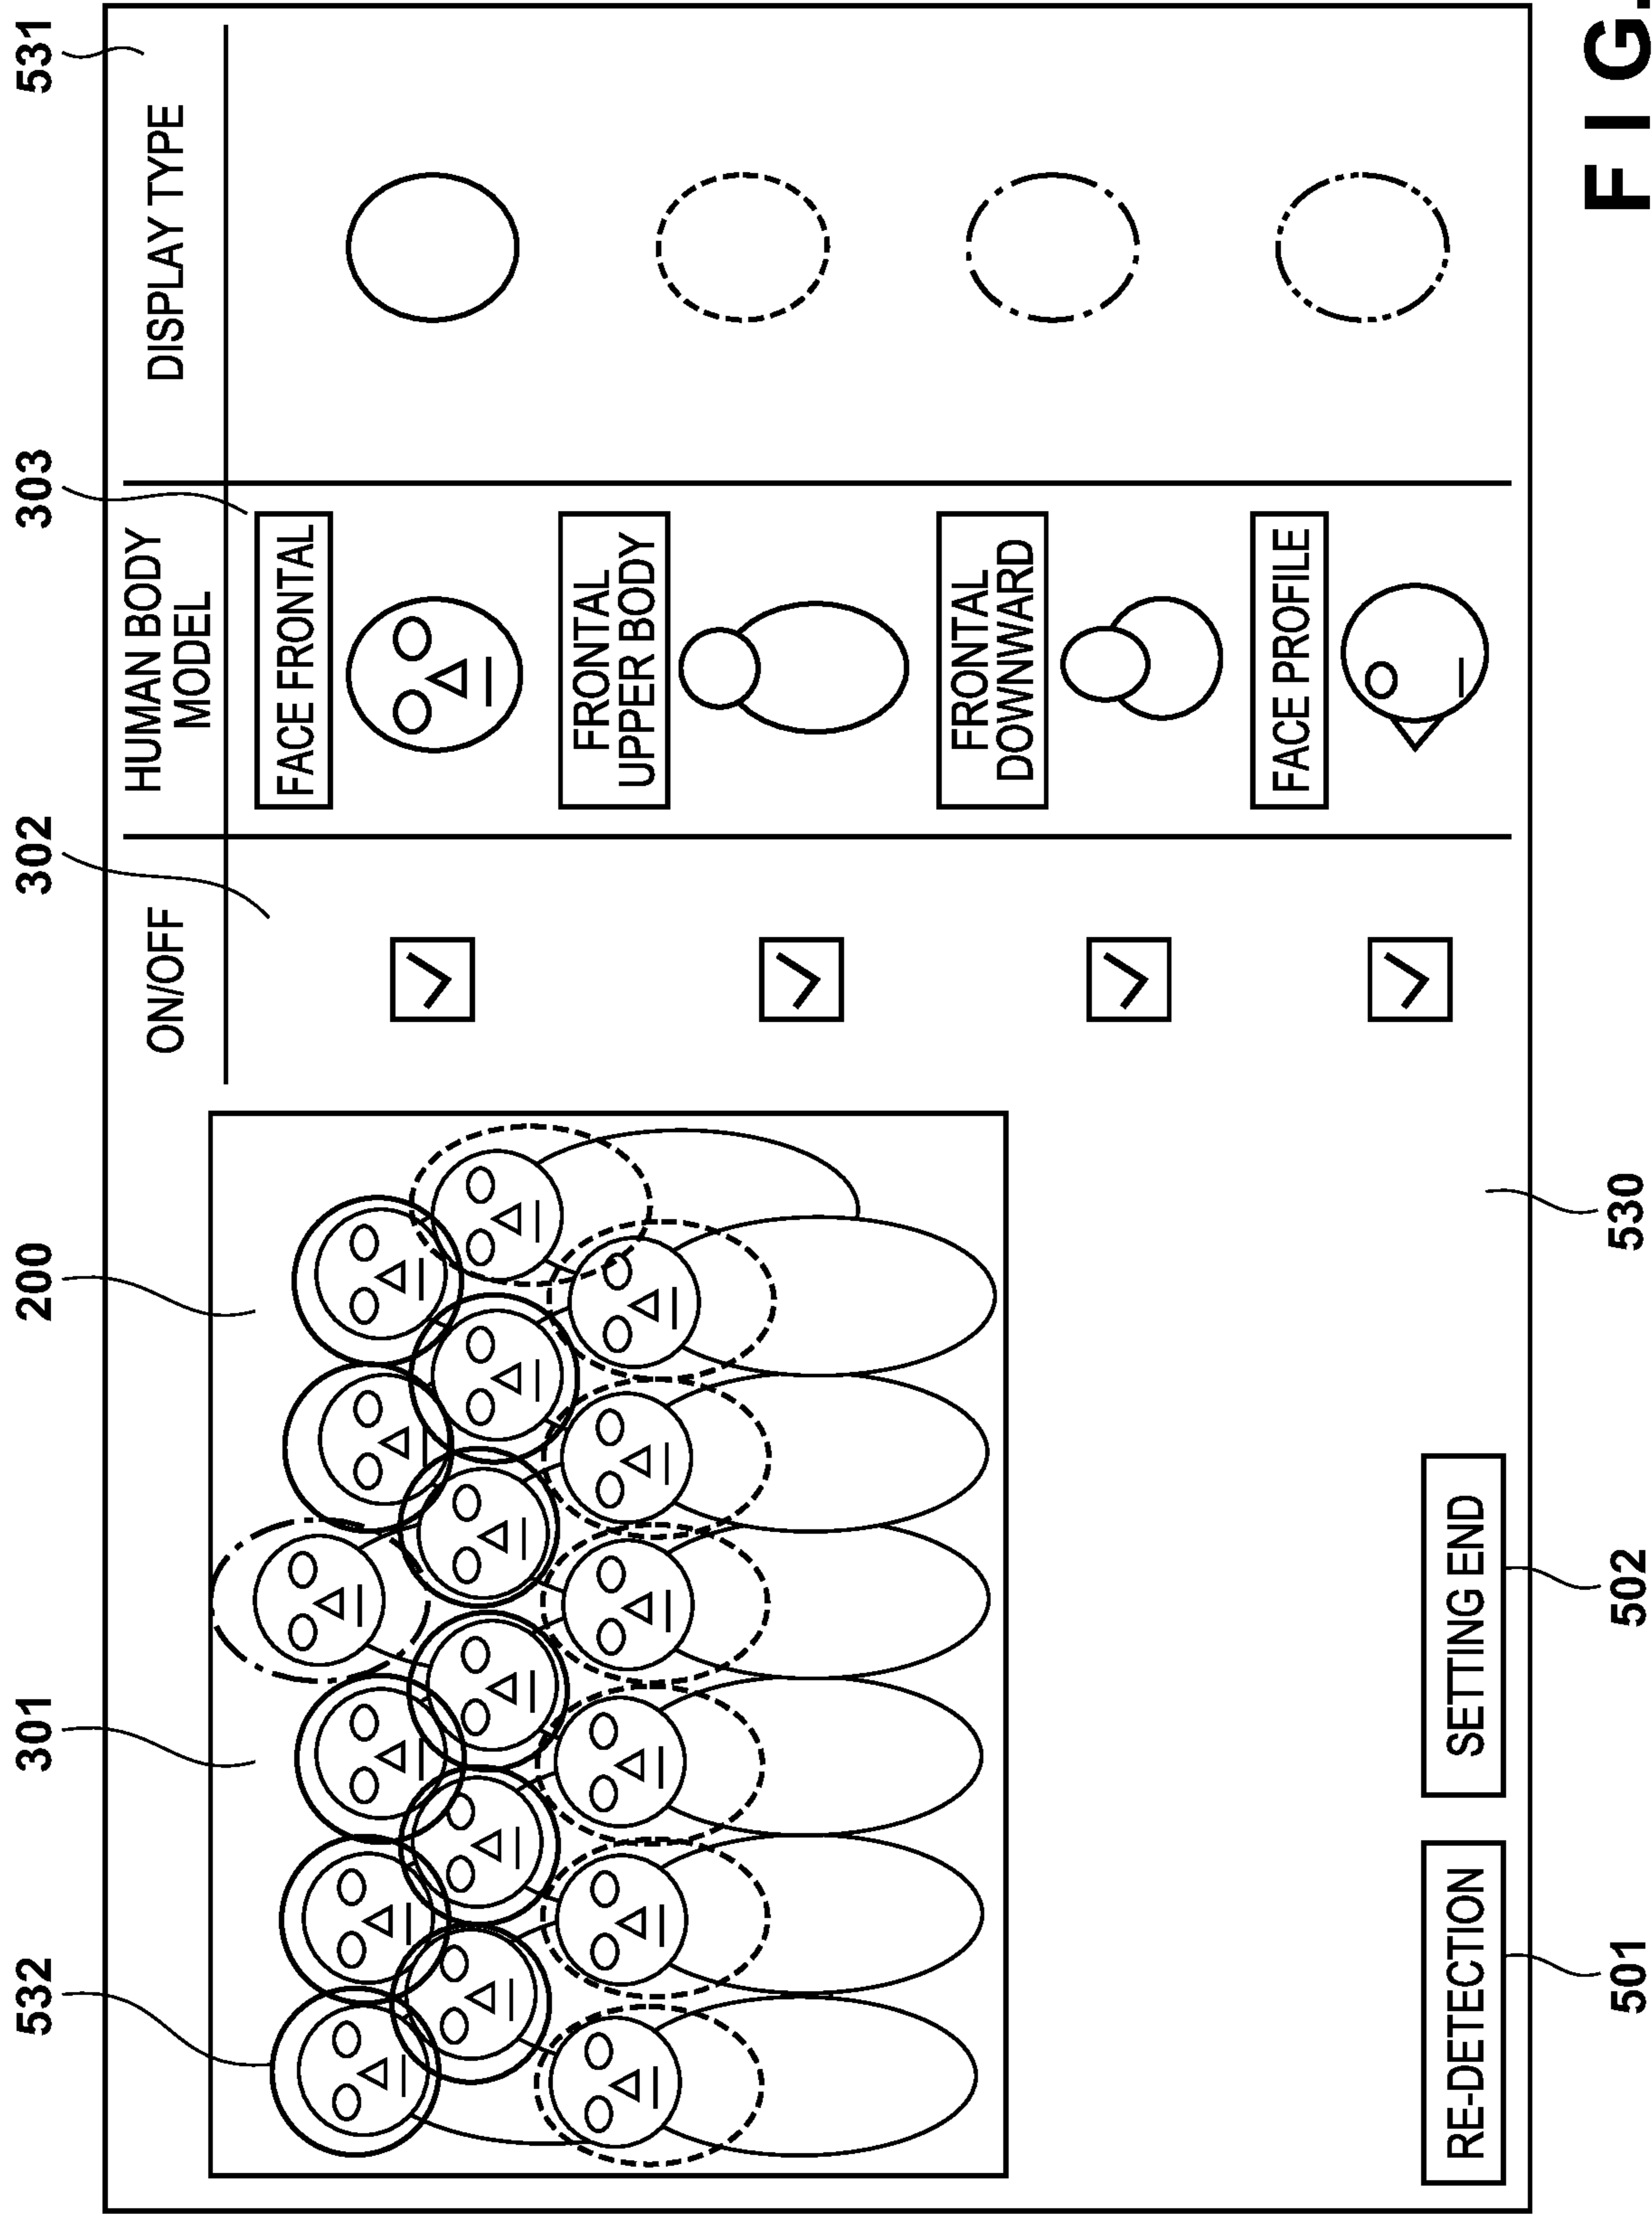 532
301
200
302
303
531
ON/OFF
HUMAN BODY
MODEL
DISPLAY TYPE
FACE FRONTAL
FRONTAL
UPPER BODY
FRONTAL
DOWNWARD
FACE PROFILE
RE-DETECTION
SETTING END
501
502
530
FIG.